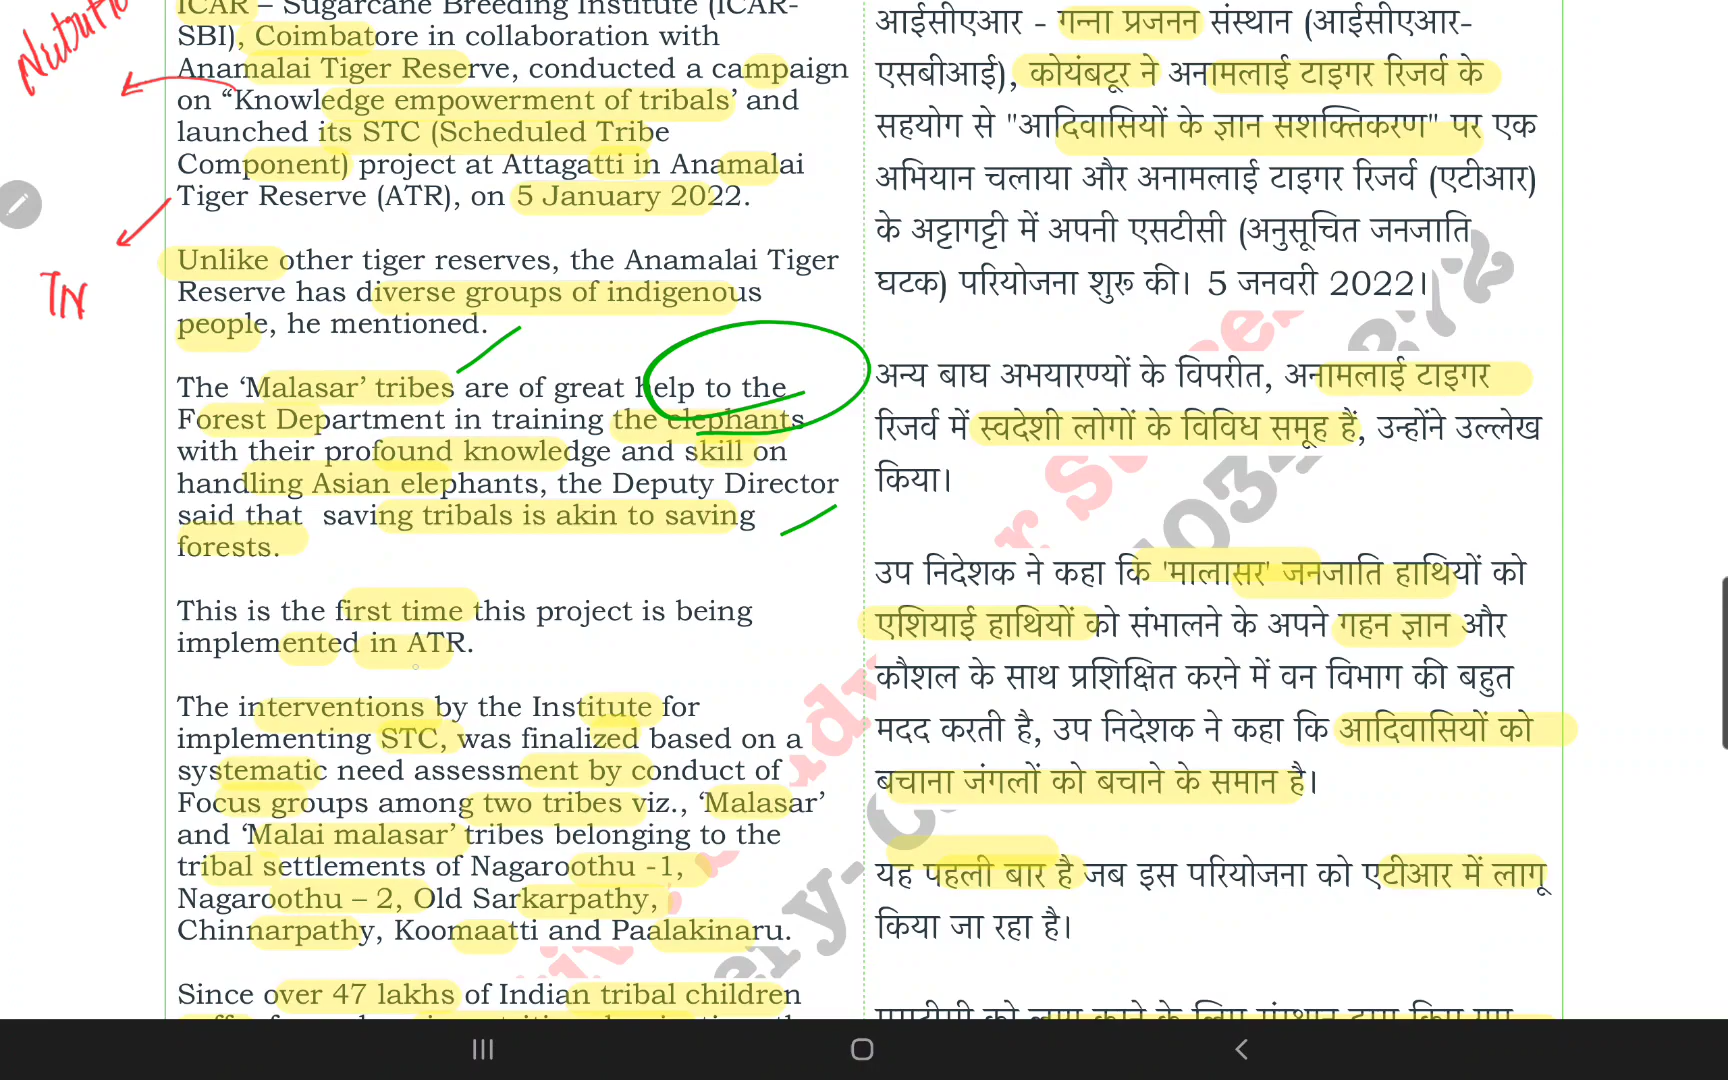 Nutritio
ICAR – Sugarcane Breeding Institute (ICAR-
SBI), Coimbatore in collaboration with
Anamalai Tiger Reserve, conducted a campaign
on “Knowledge empowerment of tribals’ and
launched its STC (Scheduled Tribe
Component) project at Attagatti in Anamalai
Tiger Reserve (ATR), on 5 January 2022.
TN
Unlike other tiger reserves, the Anamalai Tiger
Reserve has diverse groups of indigenous
people, he mentioned.
The ‘Malasar’ tribes are of great help to the
Forest Department in training the elephants
with their profound knowledge and skill on
handling Asian elephants, the Deputy Director
said that saving tribals is akin to saving
forests.
This is the first time this project is being
implemented in ATR.
The interventions by the Institute for
implementing STC, was finalized based on a
systematic need assessment by conduct of
Focus groups among two tribes viz., ‘Malasar’
and ‘Malai malasar’ tribes belonging to the
tribal settlements of Nagaroothu -1,
Nagaroothu – 2, Old Sarkarpathy,
Chinnarpathy, Koomaatti and Paalakinaru.
Since over 47 lakhs of Indian tribal children
आईसीएआर - गन्ना प्रजनन संस्थान (आईसीएआर-
एसबीआई), कोयंबटूर ने अनामलाई टाइगर रिजर्व के
सहयोग से "आदिवासियों के ज्ञान सशक्तिकरण" पर एक
अभियान चलाया और अनामलाई टाइगर रिजर्व (एटीआर)
के अट्टागट्टी में अपनी एसटीसी (अनुसूचित जनजाति
घटक) परियोजना शुरू की। 5 जनवरी 2022।
अन्य बाघ अभयारण्यों के विपरीत, अनामलाई टाइगर
रिजर्व में स्वदेशी लोगों के विविध समूह हैं, उन्होंने उल्लेख
किया।
उप निदेशक ने कहा कि 'मालासर' जनजाति हाथियों को
एशियाई हाथियों को संभालने के अपने गहन ज्ञान और
कौशल के साथ प्रशिक्षित करने में वन विभाग की बहुत
मदद करती है, उप निदेशक ने कहा कि आदिवासियों को
बचाना जंगलों को बचाने के समान है।
यह पहली बार है जब इस परियोजना को एटीआर में लागू
किया जा रहा है।